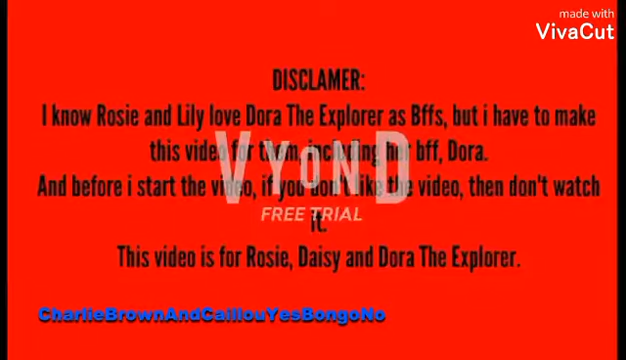 made with
VivaCut
DISCLAMER:
I know Rosie and Lily love Dora The Explorer as Bffs, but i have to make
this video for them, including her bff, Dora.
VYOND
And before i start the video, if you don't like the video, then don't watch
FREE TRIAL
it.
This video is for Rosie, Daisy and Dora The Explorer.
CharlieBrownAndCaillouYesBongoNo